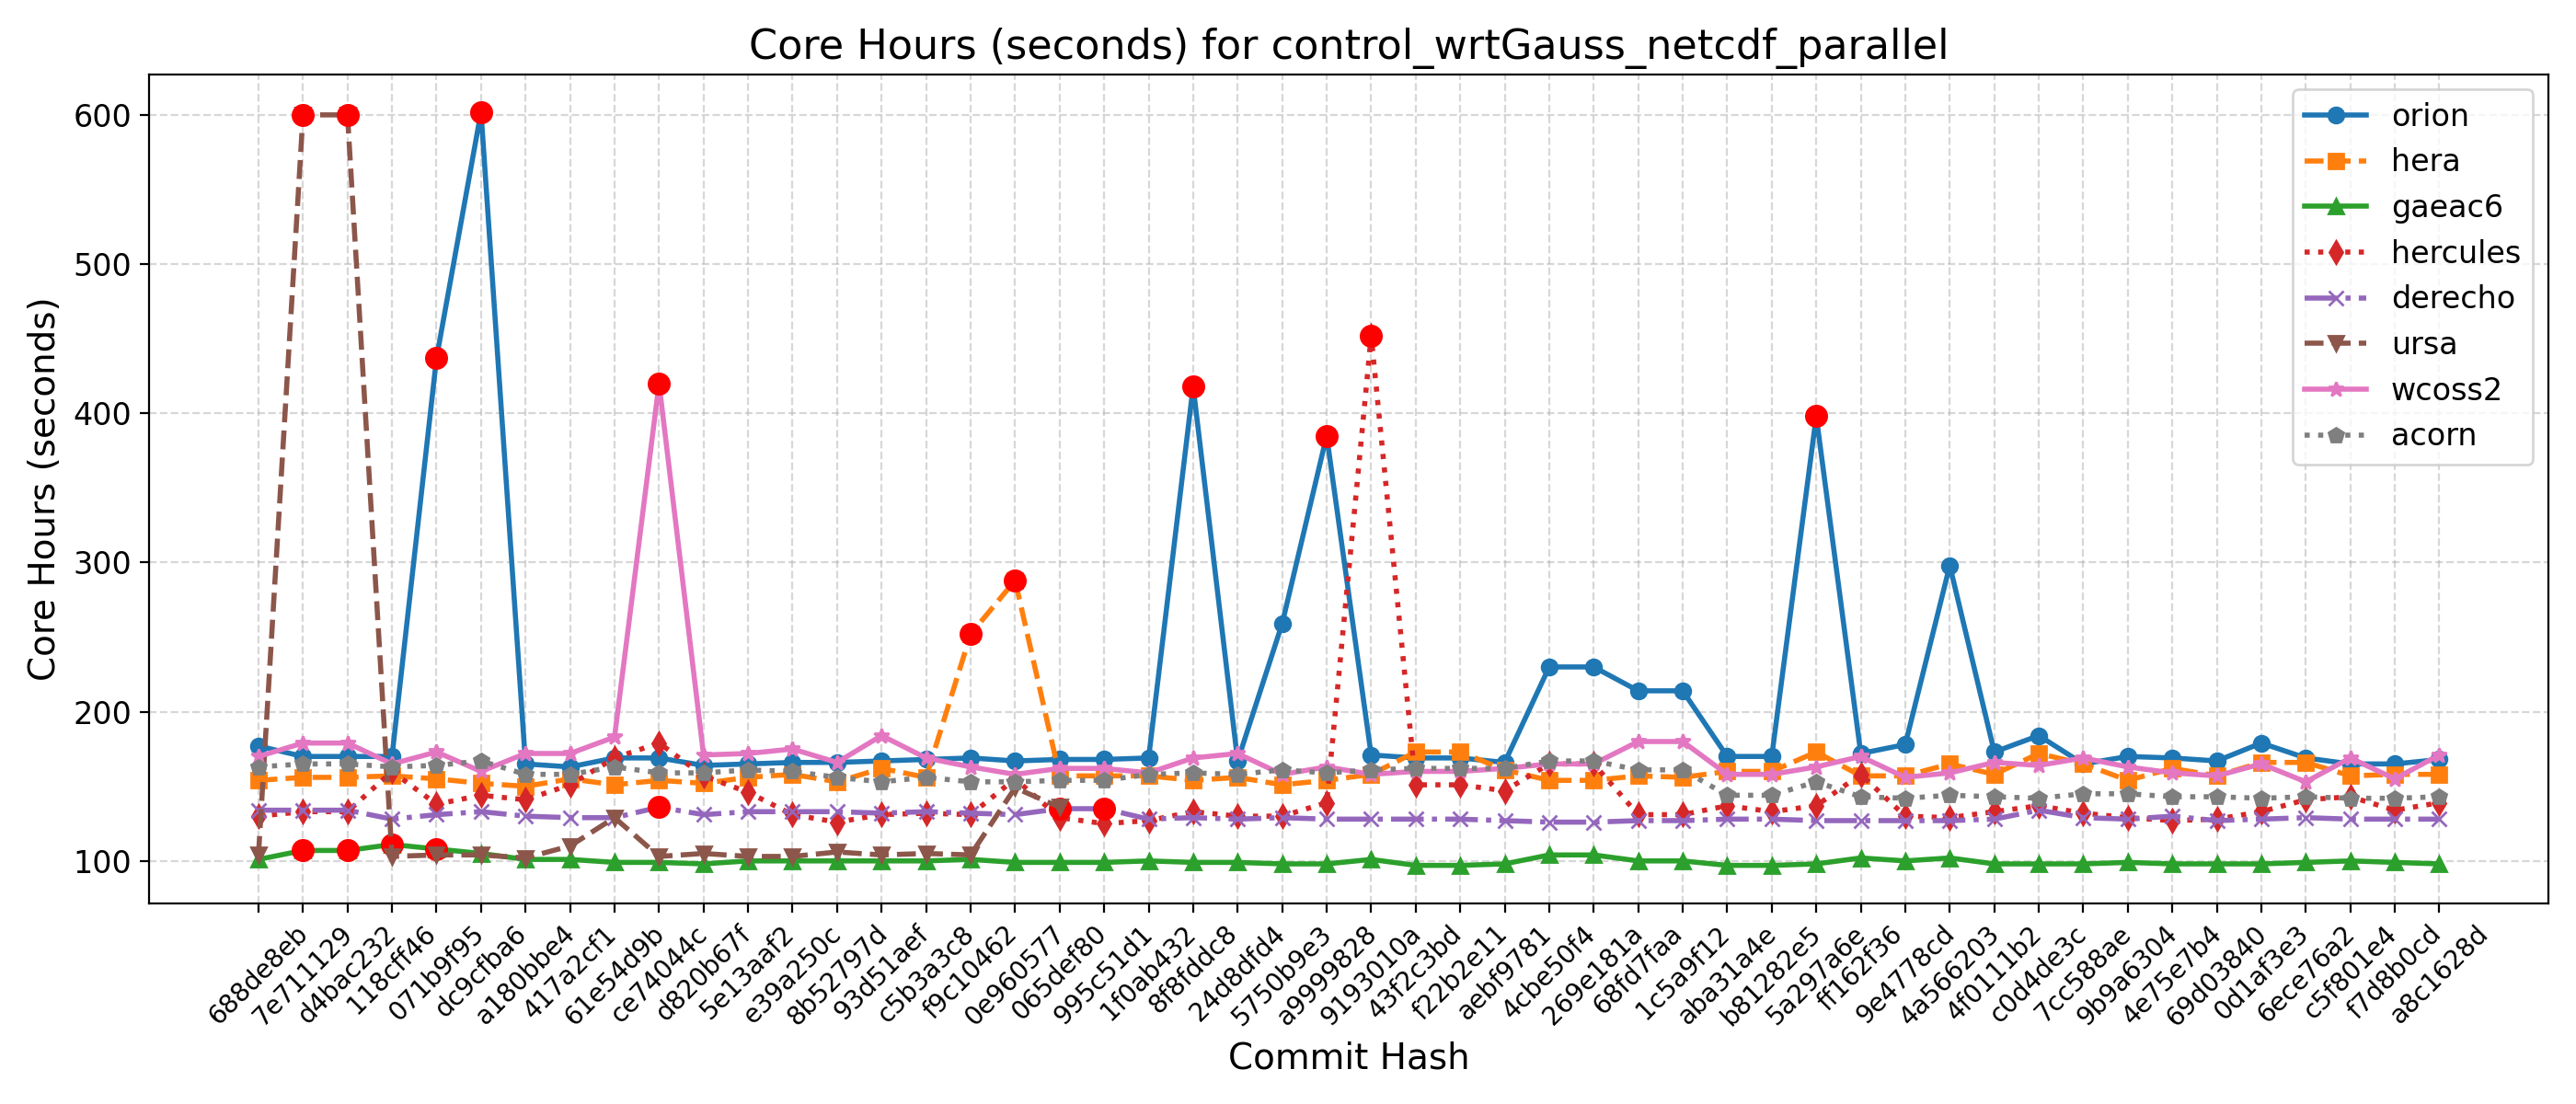 Core Hours (seconds) for control_wrtGauss_netcdf_parallel
Core Hours (seconds)
600
500
400
300
200
100
orion
hera
gaeac6
hercules
derecho
ursa
wcoss2
acorn
688de8eb
7e711129
d4bac232
118cff46
071b9f95
dc9cfba6
a180bbe4
417a2cf1
61e54d9b
ce74044c
d820b67f
5e13aaf2
e39a250c
8b52797d
93d51aef
c5b3a3c8
f9c10462
0e960577
065def80
995c51d1
1f0ab432
8f8fddc8
24d8dfd4
5750b9e3
a9999828
9193010a
43f2c3bd
f22b2e11
aebf9781
4cbe50f4
269e181a
68fd7faa
1c5a9f12
aba31a4e
b81282e5
5a297a6e
ff162f36
9e4778cd
4a566203
4f0111b2
c0d4de3c
7cc588ae
9b9a6304
4e75e7b4
69d03840
0d1af3e3
6ece76a2
c5f801e4
f7d8b0cd
a8c1628d
Commit Hash